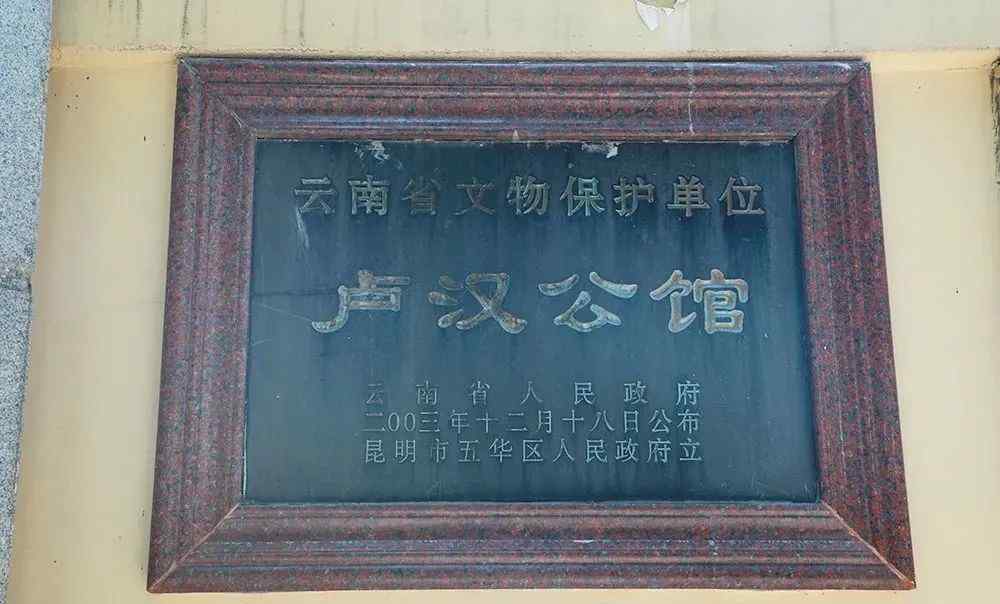 云南省文物保护单位
卢汉公馆
云南省人民政府
二00三年十二月十八日公布
昆明市五华区人民政府立